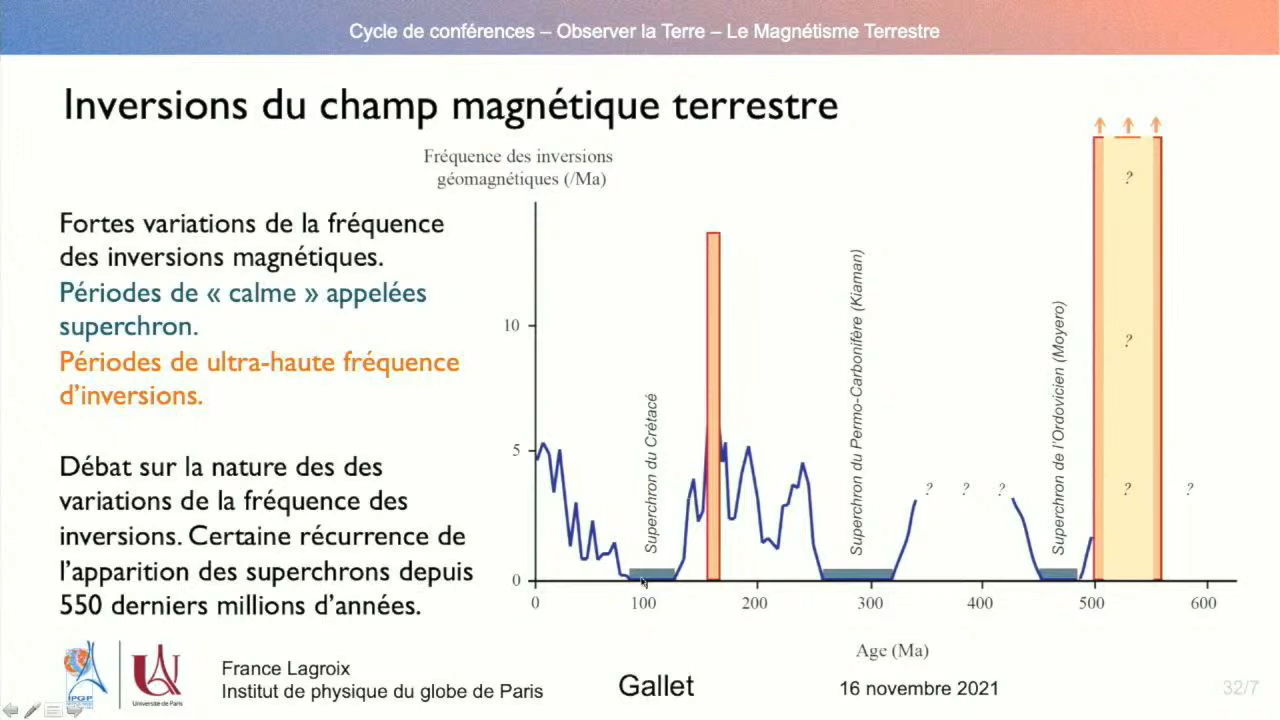 Cycle de conférences – Observer la Terre – Le Magnétisme Terrestre
Inversions du champ magnétique terrestre
Fortes variations de la fréquence
des inversions magnétiques.
Périodes de « calme » appelées
superchron.
Périodes de ultra-haute fréquence
d'inversions.
Débat sur la nature des des
variations de la fréquence des
inversions. Certaine récurrence de
l'apparition des superchrons depuis
550 derniers millions d'années.
Fréquence des inversions
géomagnétiques (/Ma)
10
5
0
Superchron du Crétacé
Superchron du Permo-Carbonifère (Kiaman)
Superchron de l'Ordovicien (Moyero)
? ? ?
?
?
?
?
0 100 200 300 400 500 600
Age (Ma)
IPGP
Université de Paris
France Lagroix
Institut de physique du globe de Paris
Gallet
16 novembre 2021
32/7